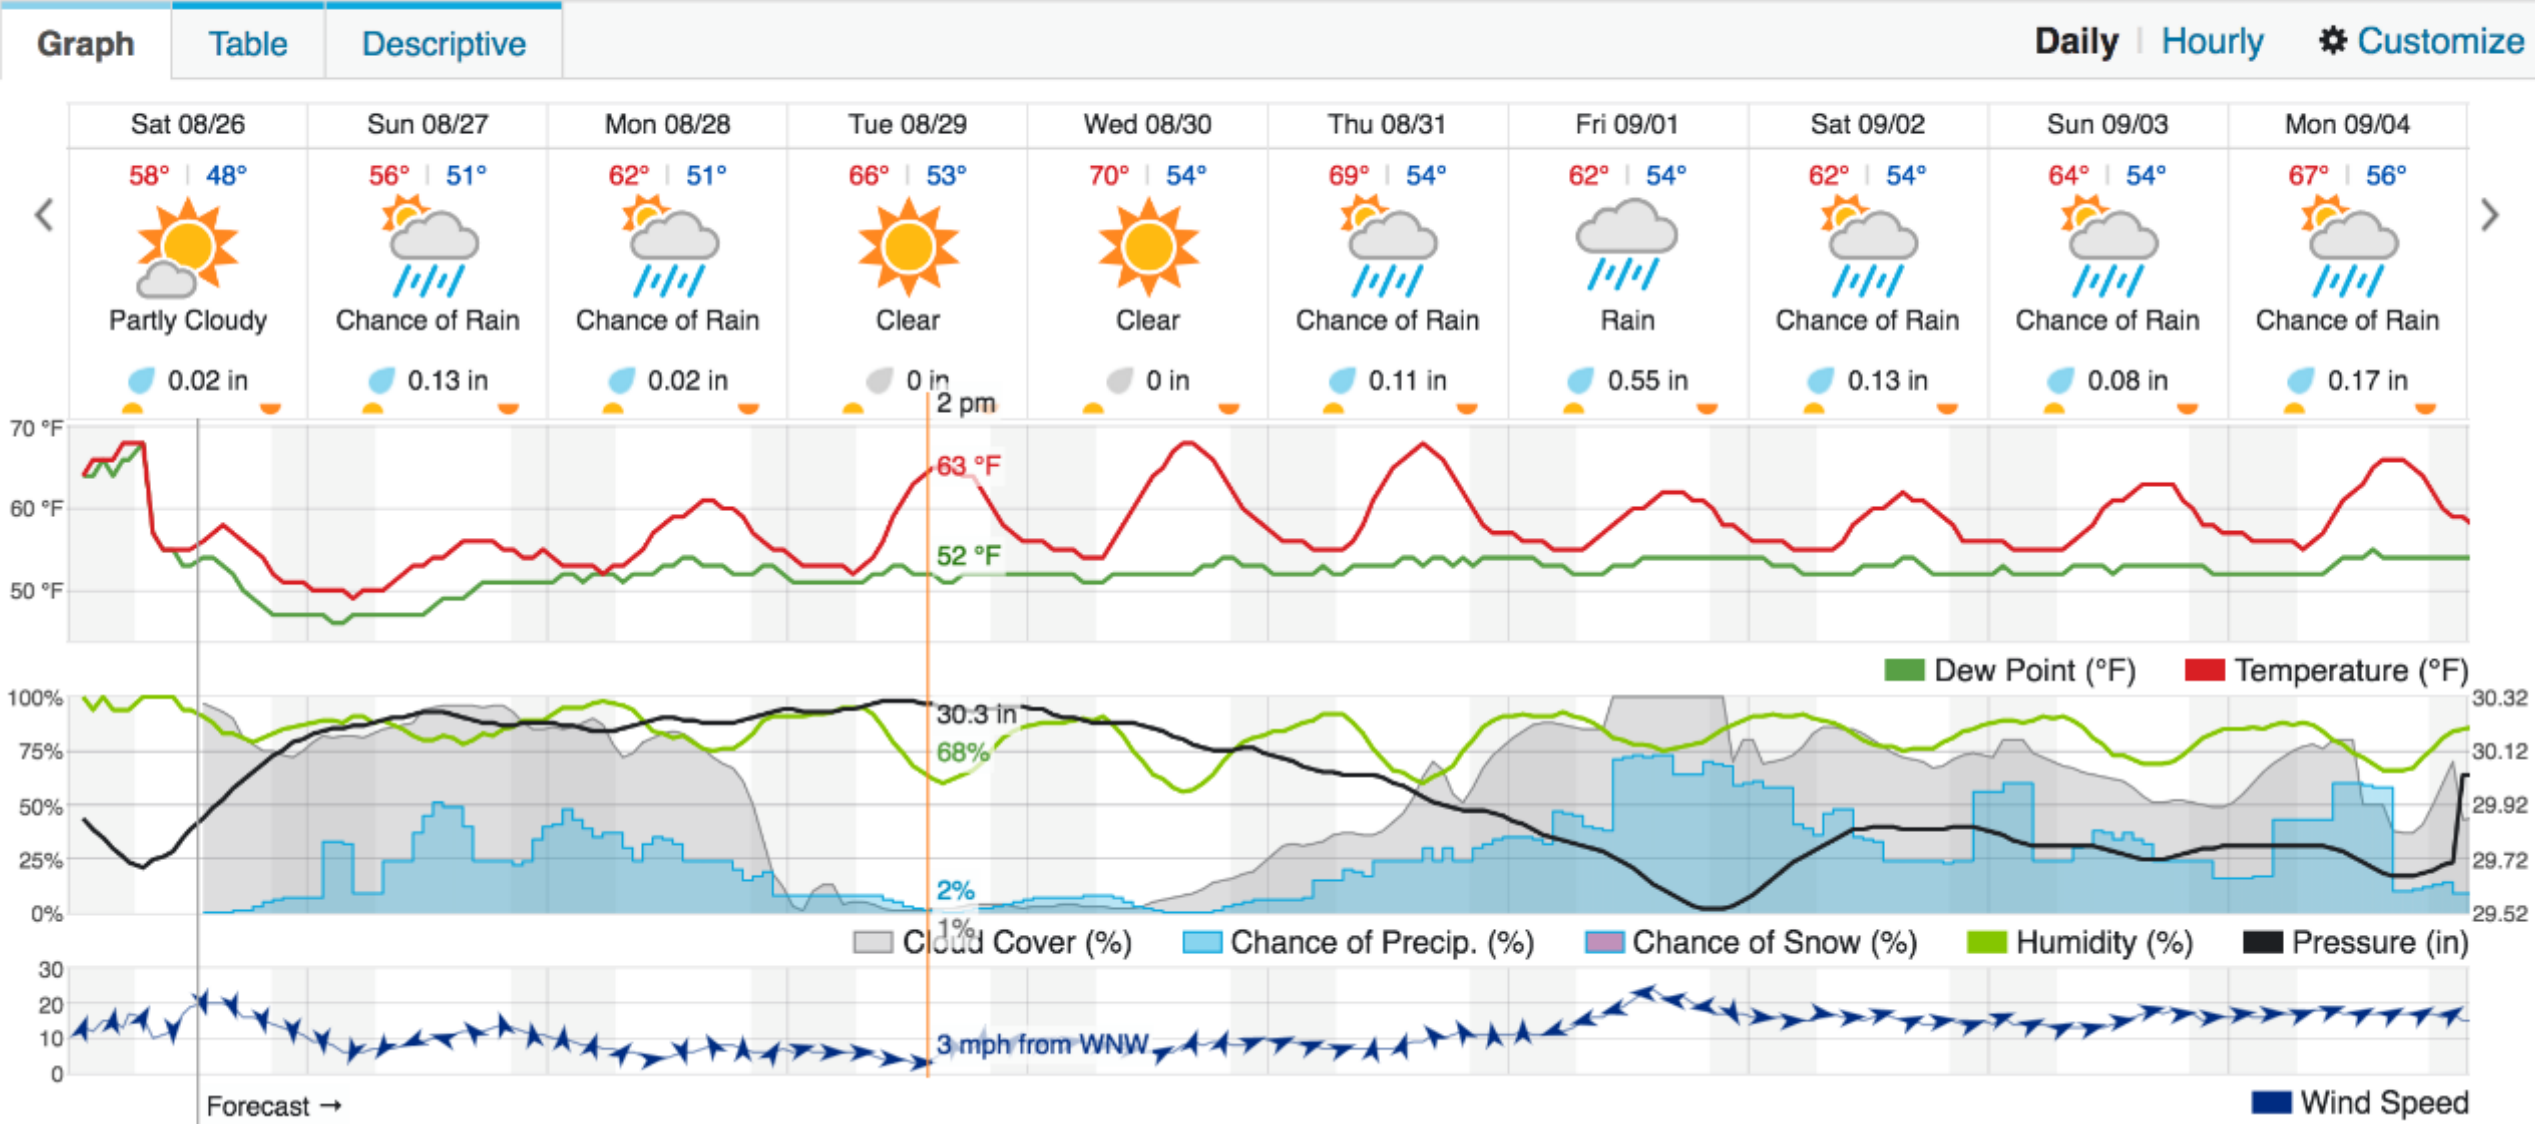 Graph Table Descriptive Daily Hourly Customize
Sat 08/26 Sun 08/27 Mon 08/28 Tue 08/29 Wed 08/30 Thu 08/31 Fri 09/01 Sat 09/02 Sun 09/03 Mon 09/04
58° 48° 56° 51° 62° 51° 66° 53° 70° 54° 69° 54° 62° 54° 62° 54° 64° 54° 67° 56°
Partly Cloudy Chance of Rain Chance of Rain Clear Clear Chance of Rain Rain Chance of Rain Chance of Rain Chance of Rain
0.02 in 0.13 in 0.02 in 0 in 0 in 0.11 in 0.55 in 0.13 in 0.08 in 0.17 in
2 pm
70 °F
63 °F
60 °F
52 °F
50 °F
Dew Point (°F) Temperature (°F)
100% 30.32
30.3 in
75% 68% 30.12
50% 29.92
25% 29.72
2%
0% 29.52
1%
Cloud Cover (%) Chance of Precip. (%) Chance of Snow (%) Humidity (%) Pressure (in)
30
20
10
3 mph from WNW
0
Forecast → Wind Speed